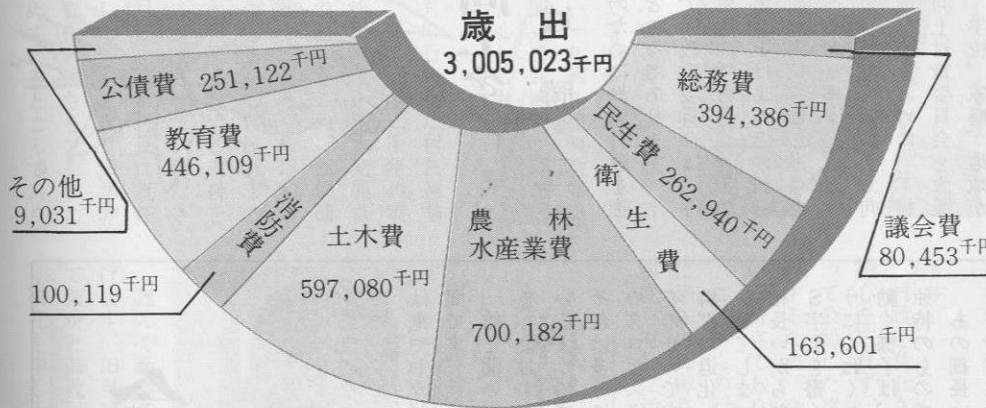 歳出
3,005,023千円
公債費 251,122千円
教育費
446,109千円
その他
9,031千円
消防費
100,119千円
土木費
597,080千円
農林
水産業費
700,182千円
衛生費
163,601千円
民生費 262,940千円
総務費
394,386千円
議会費
80,453千円